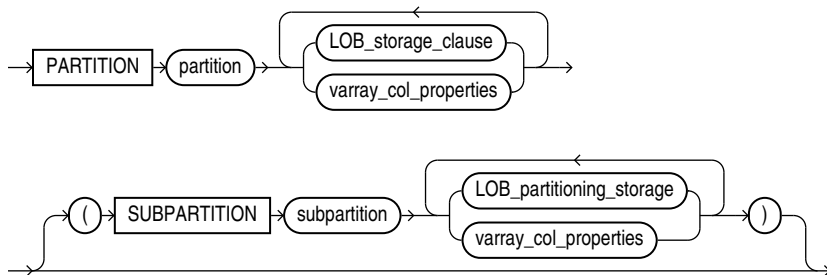 LOB_storage_clause
PARTITION partition
varray_col_properties
LOB_partitioning_storage
( SUBPARTITION subpartition )
varray_col_properties